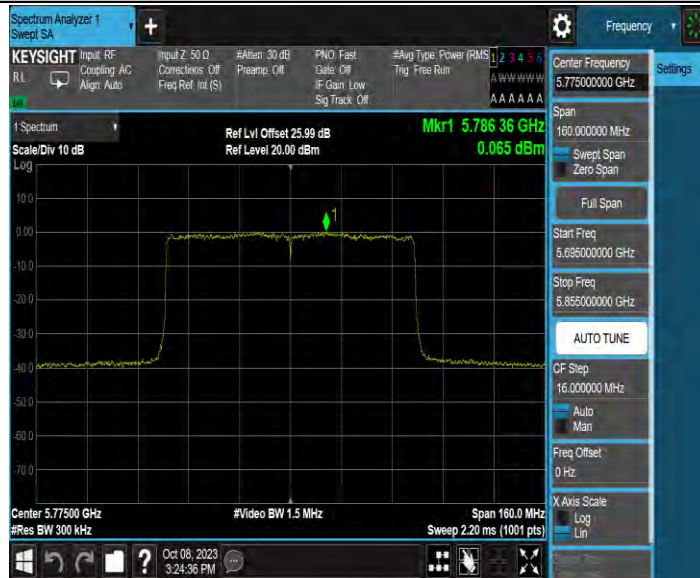 Spectrum Analyzer 1
Swept SA
+
Frequency
KEYSIGHT
Input: RF
Coupling: AC
Align: Auto
Input Z: 50 Ω
Corrections: Off
Freq Ref: Int (S)
#Atten: 30 dB
Preamp: Off
PNO: Fast
Gate: Off
IF Gain: Low
Sig Track: Off
#Avg Type: Power (RMS
Trig: Free Run
1 2 3 4 5 6
A W W W W W
A A A A A A
RL
1 Spectrum
Scale/Div 10 dB
Ref Lvl Offset 25.99 dB
Ref Level 20.00 dBm
Mkr1 5.786 36 GHz
0.065 dBm
Log
10.0
0.00
-10.0
-20.0
-30.0
-40.0
-50.0
-60.0
-70.0
1
Center 5.77500 GHz
#Res BW 300 kHz
#Video BW 1.5 MHz
Span 160.0 MHz
Sweep 2.20 ms (1001 pts)
Center Frequency
5.775000000 GHz
Settings
Span
160.000000 MHz
Swept Span
Zero Span
Full Span
Start Freq
5.695000000 GHz
Stop Freq
5.855000000 GHz
AUTO TUNE
CF Step
16.000000 MHz
Auto
Man
Freq Offset
0 Hz
X Axis Scale
Log
Lin
?
Oct 08, 2023
3:24:36 PM